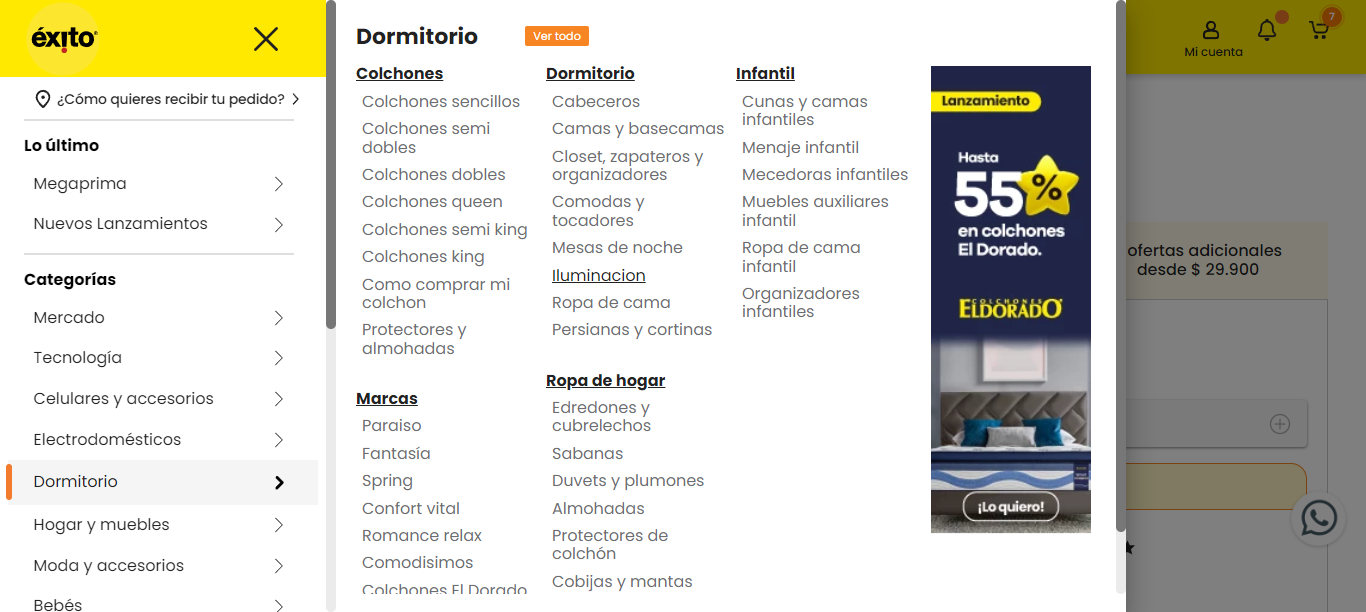 éxito
¿Cómo quieres recibir tu pedido?
Lo último
Megaprima
Nuevos Lanzamientos
Categorías
Mercado
Tecnología
Celulares y accesorios
Electrodomésticos
Dormitorio
Hogar y muebles
Moda y accesorios
Bebés
Dormitorio
Ver todo
Colchones
Colchones sencillos
Colchones semi
dobles
Colchones dobles
Colchones queen
Colchones semi king
Colchones king
Como comprar mi
colchon
Protectores y
almohadas
Marcas
Paraiso
Fantasía
Spring
Confort vital
Romance relax
Comodisimos
Colchones El Dorado
Dormitorio
Cabeceros
Camas y basecamas
Closet, zapateros y
organizadores
Comodas y
tocadores
Mesas de noche
Iluminacion
Ropa de cama
Persianas y cortinas
Ropa de hogar
Edredones y
cubrelechos
Sabanas
Duvets y plumones
Almohadas
Protectores de
colchón
Cobijas y mantas
Infantil
Cunas y camas
infantiles
Menaje infantil
Mecedoras infantiles
Muebles auxiliares
infantil
Ropa de cama
infantil
Organizadores
infantiles
Lanzamiento
Hasta
55%
en colchones
El Dorado.
COLCHONES
ELDORADO
¡Lo quiero!
Mi cuenta
7
ofertas adicionales
desde $ 29.900